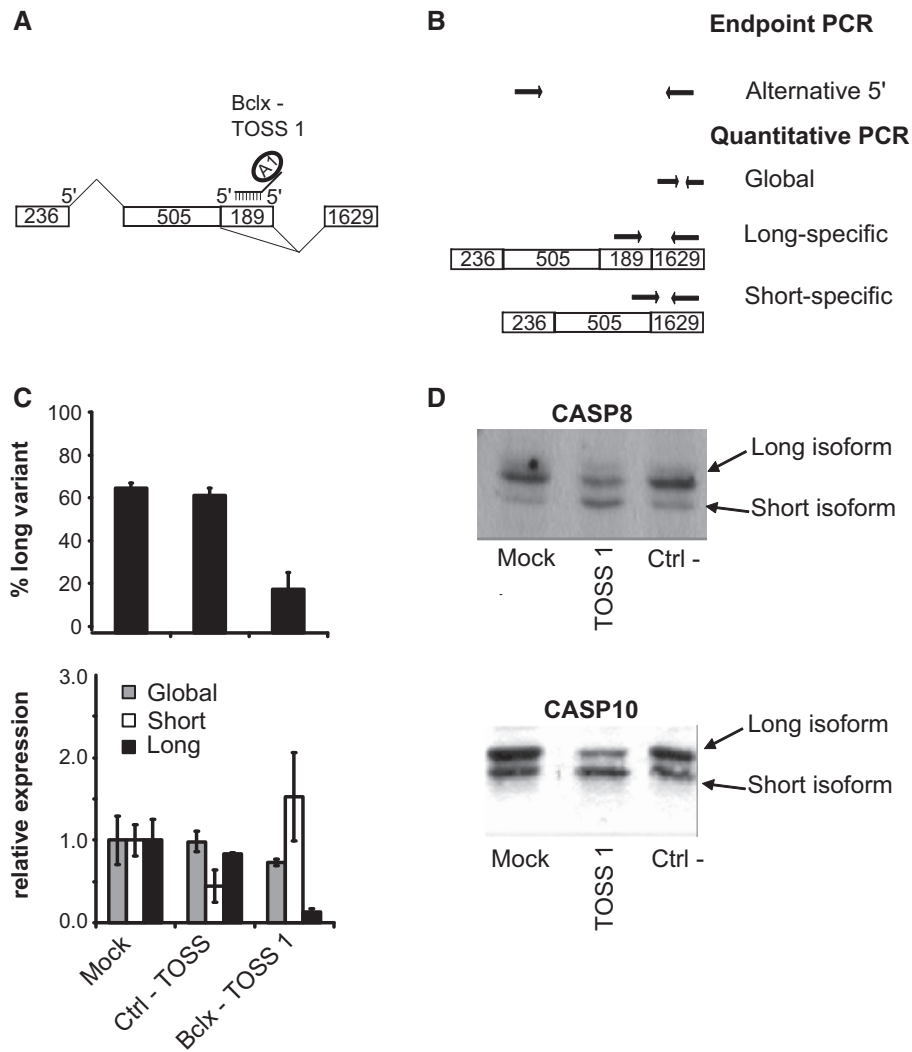 A
Bclx -
TOSS 1
A1
5' 5' 5'
236 505 189 1629
B
Endpoint PCR
Alternative 5'
Quantitative PCR
Global
Long-specific
236 505 189 1629
Short-specific
236 505 1629
C
% long variant
100
80
60
40
20
0
relative expression
3.0
2.0
1.0
0.0
Global
Short
Long
Mock
Ctrl - TOSS
Bclx - TOSS 1
D
CASP8
Long isoform
Short isoform
Mock
TOSS 1
Ctrl -
CASP10
Long isoform
Short isoform
Mock
TOSS 1
Ctrl -